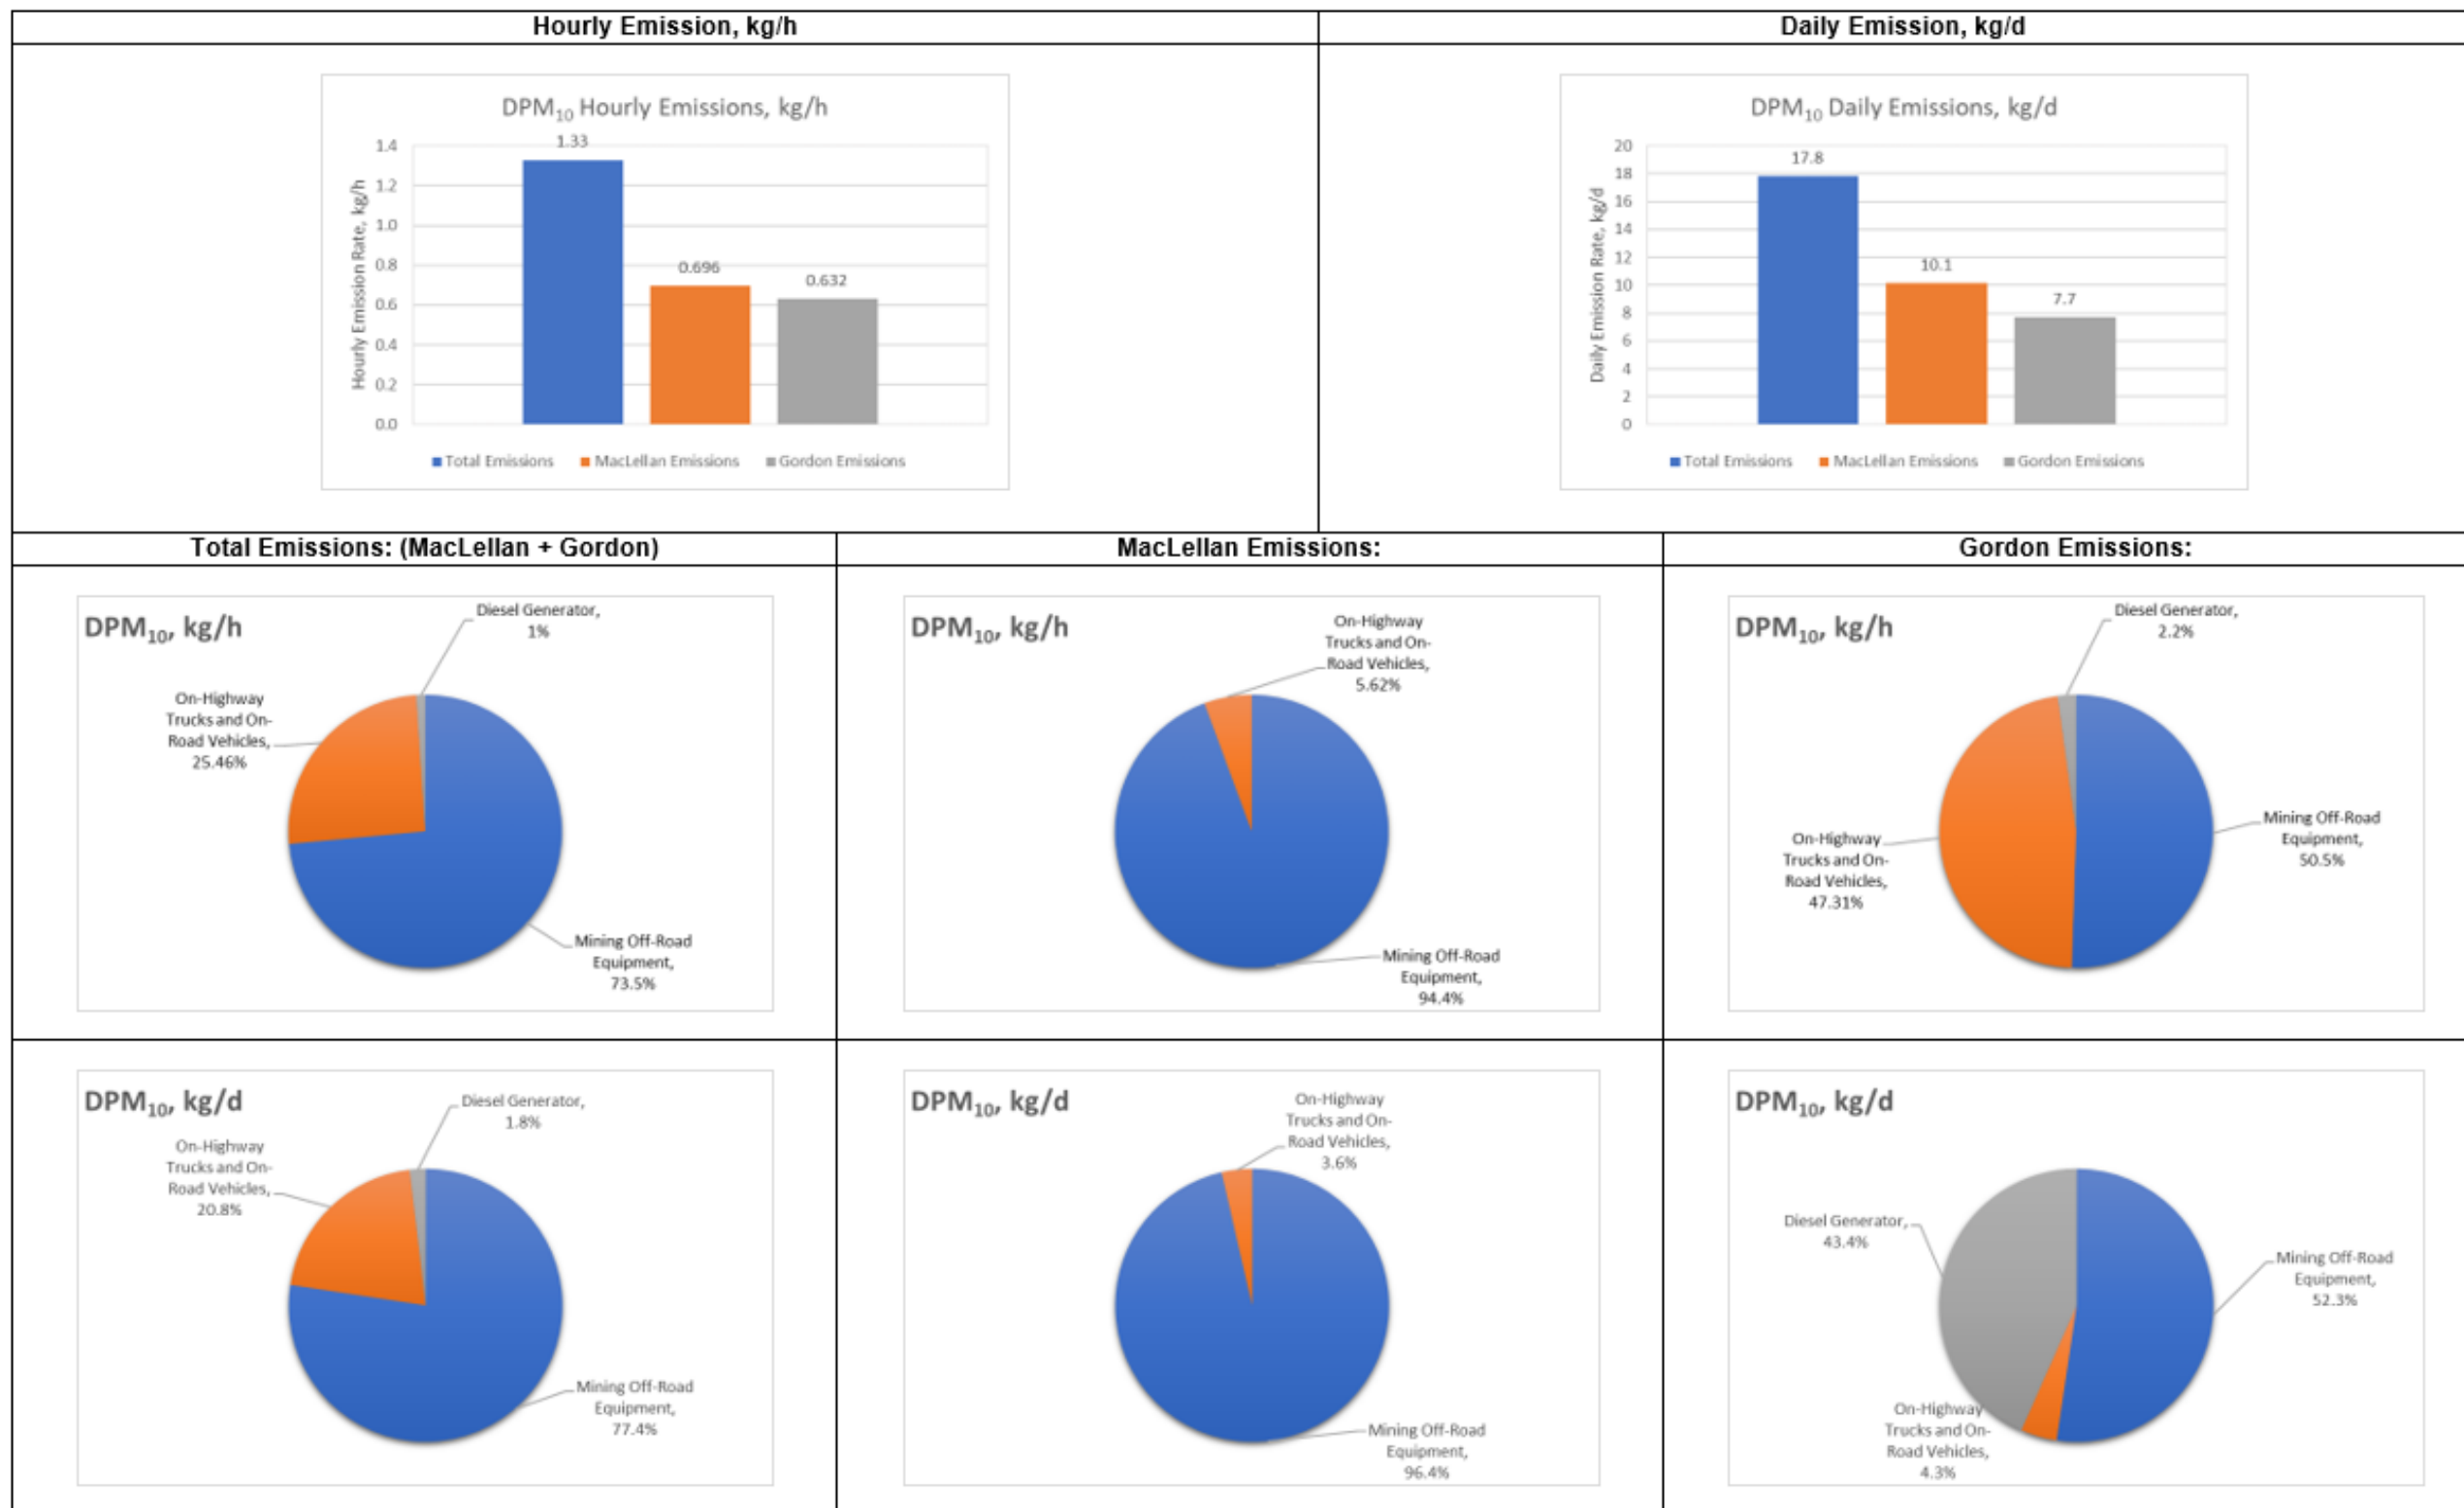 Hourly Emission, kg/h
Daily Emission, kg/d
DPM10 Hourly Emissions, kg/h
1.33
0.696
0.632
1.4
1.2
1.0
0.8
0.6
0.4
0.2
0.0
Hourly Emission Rate, kg/h
Total Emissions MacLellan Emissions Gordon Emissions
DPM10 Daily Emissions, kg/d
17.8
10.1
7.7
20
18
16
14
12
10
8
6
4
2
0
Daily Emission Rate, kg/d
Total Emissions MacLellan Emissions Gordon Emissions
Total Emissions: (MacLellan + Gordon)
MacLellan Emissions:
Gordon Emissions:
DPM10, kg/h
Diesel Generator,
1%
On-Highway
Trucks and On-
Road Vehicles,
25.46%
Mining Off-Road
Equipment,
73.5%
DPM10, kg/h
On-Highway
Trucks and On-
Road Vehicles,
5.62%
Mining Off-Road
Equipment,
94.4%
DPM10, kg/h
Diesel Generator,
2.2%
Mining Off-Road
Equipment,
50.5%
On-Highway
Trucks and On-
Road Vehicles,
47.31%
DPM10, kg/d
Diesel Generator,
1.8%
On-Highway
Trucks and On-
Road Vehicles,
20.8%
Mining Off-Road
Equipment,
77.4%
DPM10, kg/d
On-Highway
Trucks and On-
Road Vehicles,
3.6%
Mining Off-Road
Equipment,
96.4%
DPM10, kg/d
Diesel Generator,
43.4%
Mining Off-Road
Equipment,
52.3%
On-Highway
Trucks and On-
Road Vehicles,
4.3%